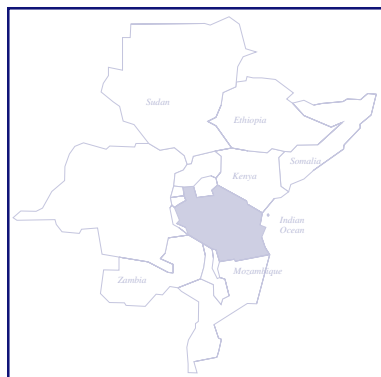 Sudan
Ethiopia
Somalia
Kenya
Indian
Ocean
Mozambique
Zambia